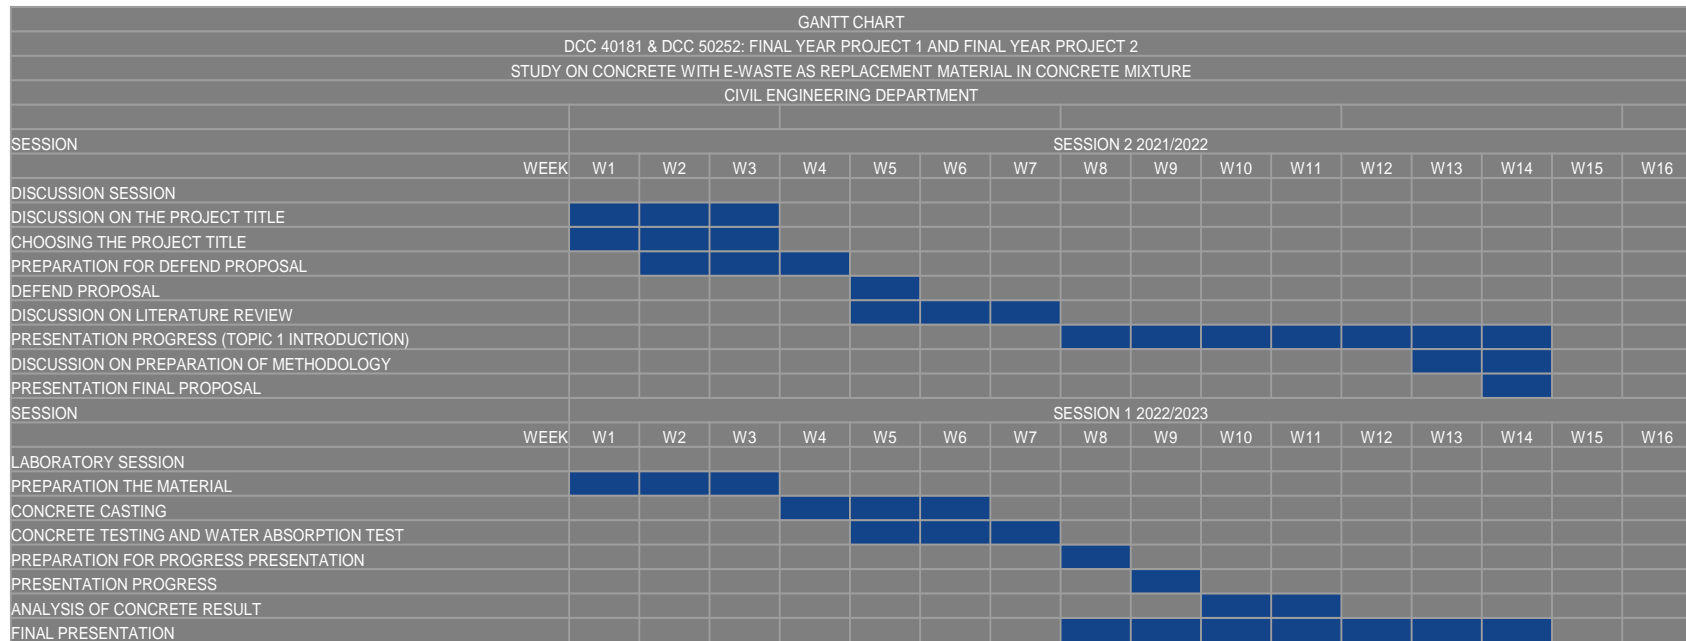 GANTT CHART
DCC 40181 & DCC 50252: FINAL YEAR PROJECT 1 AND FINAL YEAR PROJECT 2
STUDY ON CONCRETE WITH E-WASTE AS REPLACEMENT MATERIAL IN CONCRETE MIXTURE
CIVIL ENGINEERING DEPARTMENT
SESSION SESSION 2 2021/2022
WEEK W1 W2 W3 W4 W5 W6 W7 W8 W9 W10 W11 W12 W13 W14 W15 W16
DISCUSSION SESSION
DISCUSSION ON THE PROJECT TITLE
CHOOSING THE PROJECT TITLE
PREPARATION FOR DEFEND PROPOSAL
DEFEND PROPOSAL
DISCUSSION ON LITERATURE REVIEW
PRESENTATION PROGRESS (TOPIC 1 INTRODUCTION)
DISCUSSION ON PREPARATION OF METHODOLOGY
PRESENTATION FINAL PROPOSAL
SESSION SESSION 1 2022/2023
WEEK W1 W2 W3 W4 W5 W6 W7 W8 W9 W10 W11 W12 W13 W14 W15 W16
LABORATORY SESSION
PREPARATION THE MATERIAL
CONCRETE CASTING
CONCRETE TESTING AND WATER ABSORPTION TEST
PREPARATION FOR PROGRESS PRESENTATION
PRESENTATION PROGRESS
ANALYSIS OF CONCRETE RESULT
FINAL PRESENTATION